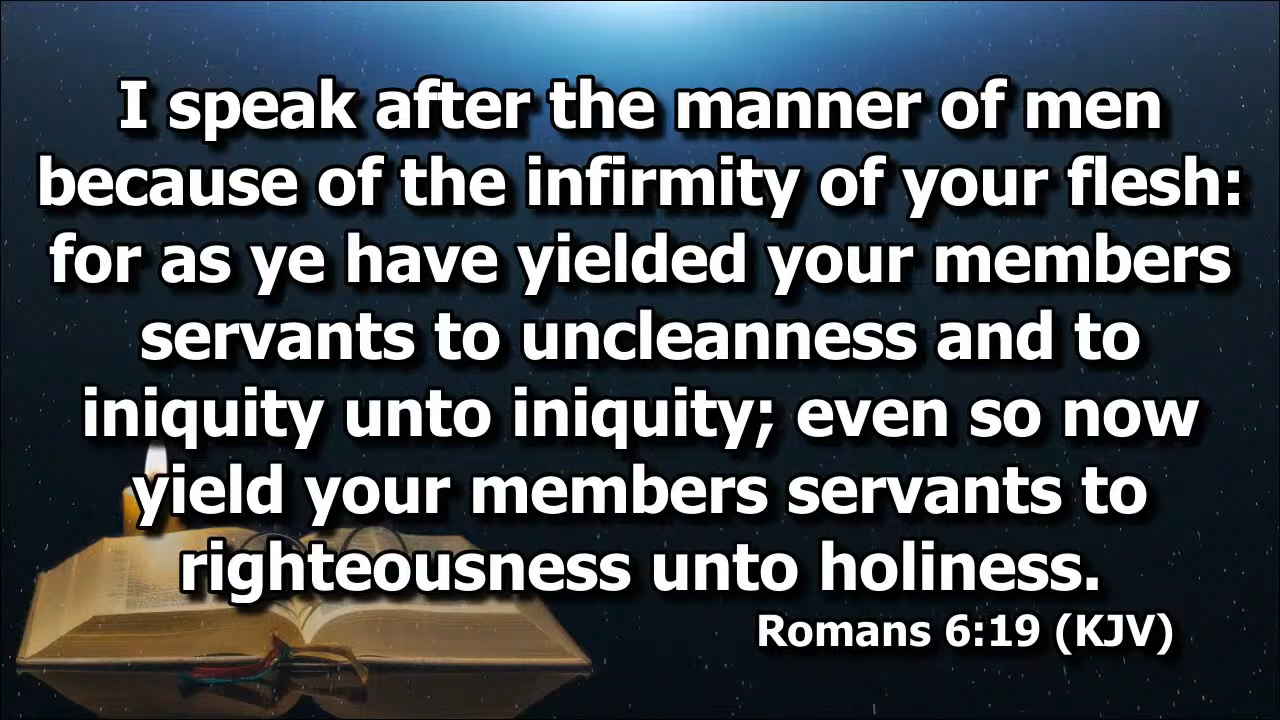 I speak after the manner of men
because of the infirmity of your flesh:
for as ye have yielded your members
servants to uncleanness and to
iniquity unto iniquity; even so now
yield your members servants to
righteousness unto holiness.
Romans 6:19 (KJV)